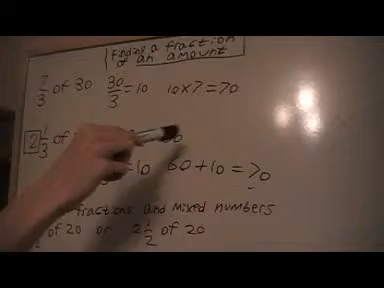 Finding a fraction
of an amount
7/3 of 30 30/3 = 10 10x7 = 70
2 1/3 of
= 10 60 + 10 = 70
fractions and mixed numbers
of 20 or 2 1/2 of 20